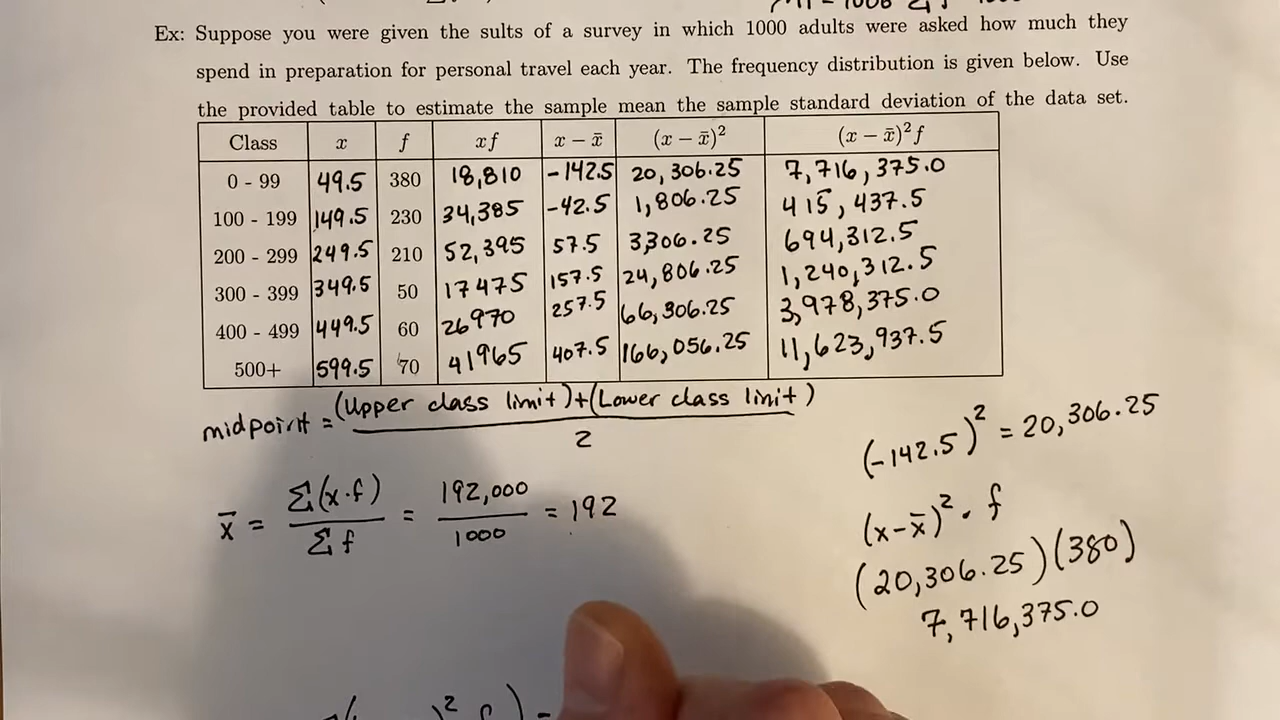 Ex: Suppose you were given the sults of a survey in which 1000 adults were asked how much they
spend in preparation for personal travel each year. The frequency distribution is given below. Use
the provided table to estimate the sample mean the sample standard deviation of the data set.
Class x f xf x − x̄ (x − x̄)² (x − x̄)²f
0 - 99 49.5 380 18,810 -142.5 20,306.25 7,716,375.0
100 - 199 149.5 230 34,385 -42.5 1,806.25 415,437.5
200 - 299 249.5 210 52,395 57.5 3306.25 694,312.5
300 - 399 349.5 50 17475 157.5 24,806.25 1,240,312.5
400 - 499 449.5 60 26970 257.5 66,306.25 3,978,375.0
500+ 599.5 70 41965 407.5 166,056.25 11,623,937.5
midpoint = (Upper class limit)+(Lower class limit) / 2
x̄ = Σ(x·f) / Σf = 192,000 / 1000 = 192
(-142.5)² = 20,306.25
(x-x̄)² · f
(20,306.25)(380)
7,716,375.0